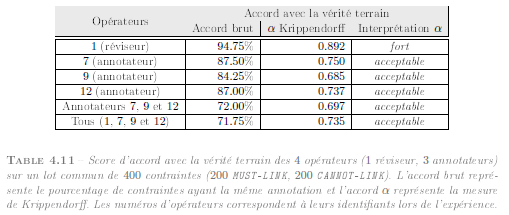 Opérateurs
Accord avec la vérité terrain
Accord brut α Krippendorff Interprétation α
1 (réviseur) 94.75% 0.892 fort
7 (annotateur) 87.50% 0.750 acceptable
9 (annotateur) 84.25% 0.685 acceptable
12 (annotateur) 87.00% 0.737 acceptable
Annotateurs 7, 9 et 12 72.00% 0.697 acceptable
Tous (1, 7, 9 et 12) 71.75% 0.735 acceptable
TABLE 4.11 – Score d'accord avec la vérité terrain des 4 opérateurs (1 réviseur, 3 annotateurs)
sur un lot commun de 400 contraintes (200 MUST-LINK, 200 CANNOT-LINK). L'accord brut repré-
sente le pourcentage de contraintes ayant la même annotation et l'accord α représente la mesure
de Krippendorff. Les numéros d'opérateurs correspondent à leurs identifiants lors de l'expérience.